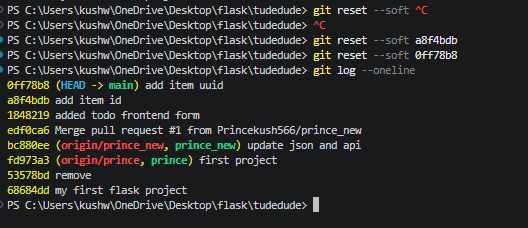 PS C:\Users\kushw\OneDrive\Desktop\flask\tudedude> git reset --soft ^C
PS C:\Users\kushw\OneDrive\Desktop\flask\tudedude> ^C
PS C:\Users\kushw\OneDrive\Desktop\flask\tudedude> git reset --soft a8f4bdb
PS C:\Users\kushw\OneDrive\Desktop\flask\tudedude> git reset --soft 0ff78b8
PS C:\Users\kushw\OneDrive\Desktop\flask\tudedude> git log --oneline
0ff78b8 (HEAD -> main) add item uuid
a8f4bdb add item id
1848219 added todo frontend form
edf0ca6 Merge pull request #1 from Princekush566/prince_new
bc880ee (origin/prince_new, prince_new) update json and api
fd973a3 (origin/prince, prince) first project
53578bd remove
68684dd my first flask project
PS C:\Users\kushw\OneDrive\Desktop\flask\tudedude>